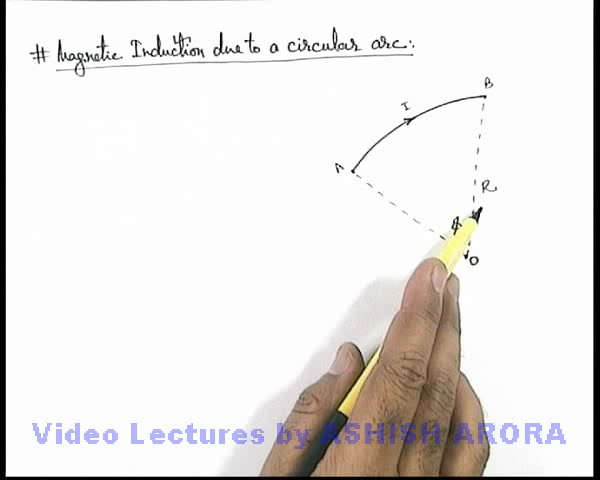 # Magnetic Induction due to a circular arc:
B
I
A
R
O
Video Lectures by ASHISH ARORA